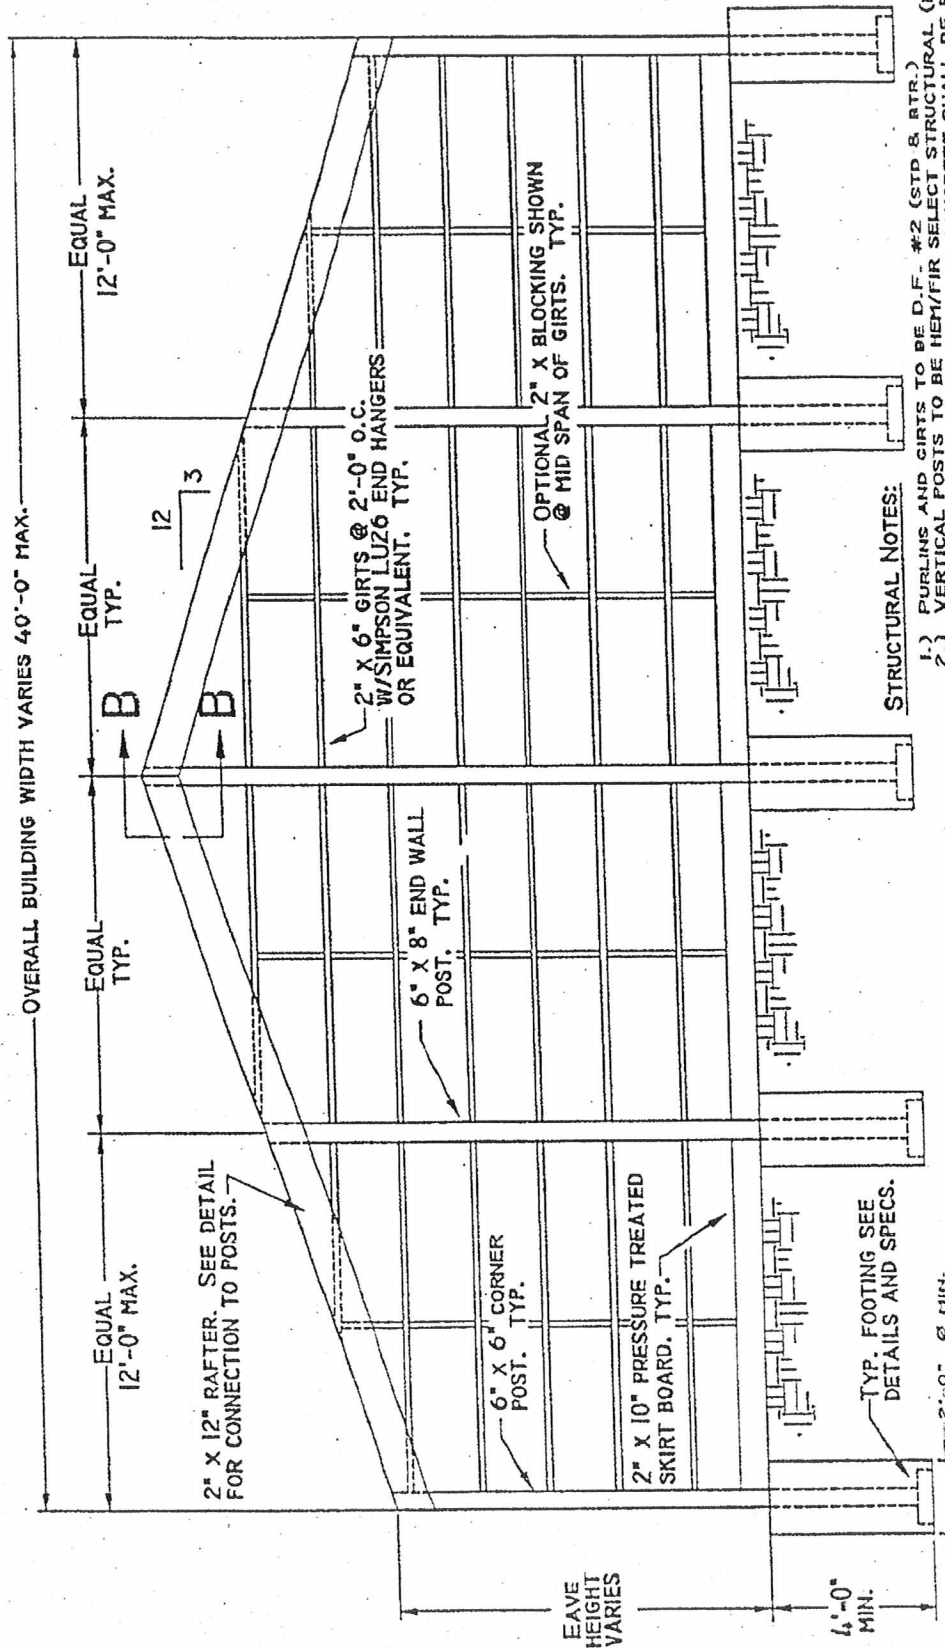 OVERALL BUILDING WIDTH VARIES 40'-0" MAX.
EQUAL
12'-0" MAX.
EQUAL
TYP.
EQUAL
TYP.
EQUAL
12'-0" MAX.
12
3
B
B
2" X 12" RAFTER. SEE DETAIL
FOR CONNECTION TO POSTS.
2" X 6" GIRTS @ 2'-0" O.C.
W/SIMPSON LU26 END HANGERS
OR EQUIVALENT. TYP.
6" X 8" END WALL
POST. TYP.
OPTIONAL 2" X BLOCKING SHOWN
@ MID SPAN OF GIRTS. TYP.
6" X 6" CORNER
POST. TYP.
2" X 10" PRESSURE TREATED
SKIRT BOARD. TYP.
EAVE
HEIGHT
VARIES
4'-0"
MIN.
TYP. FOOTING SEE
DETAILS AND SPECS.
2'-0" Ø MIN.
STRUCTURAL NOTES:
1.) PURLINS AND GIRTS TO BE D.F. #2 (STD & BTR.)
2.) VERTICAL POSTS TO BE HEM/FIR SELECT STRUCTURAL
SHALL BE